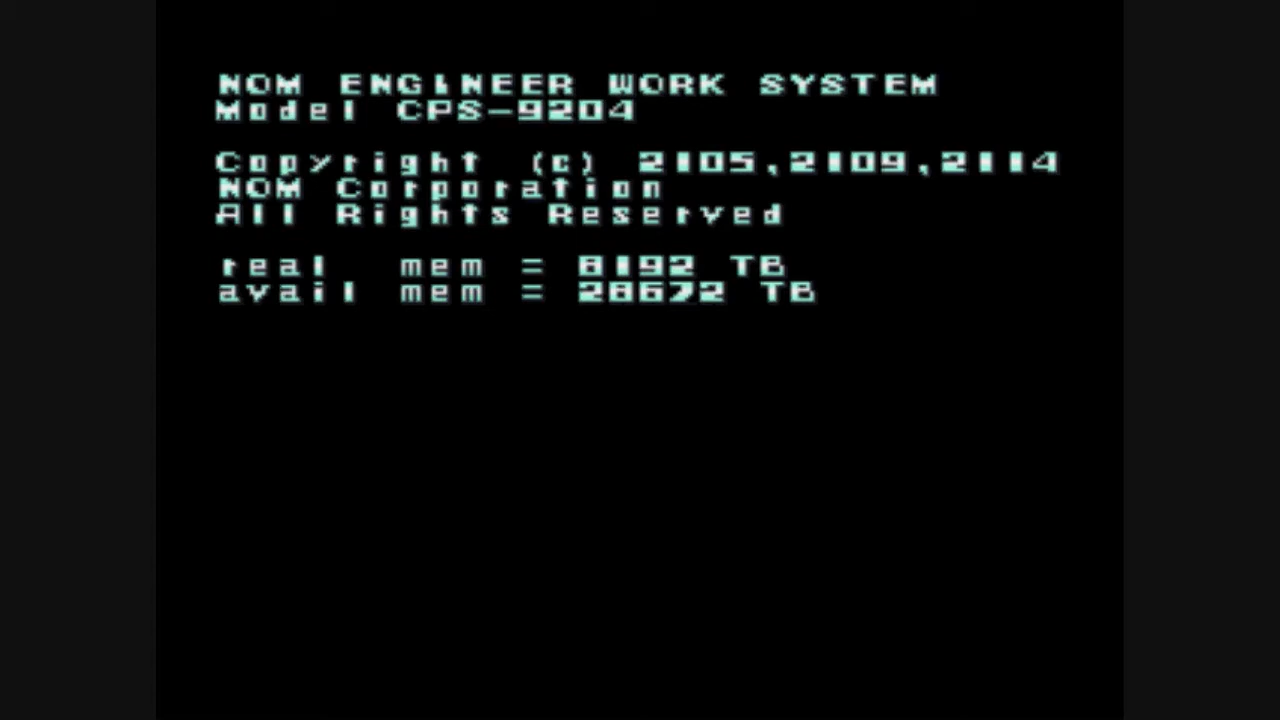 NOM ENGINEER WORK SYSTEM
Model CPS-9204
Copyright (c) 2105,2109,2114
NOM Corporation
All Rights Reserved
real mem = 8192 TB
avail mem = 28672 TB